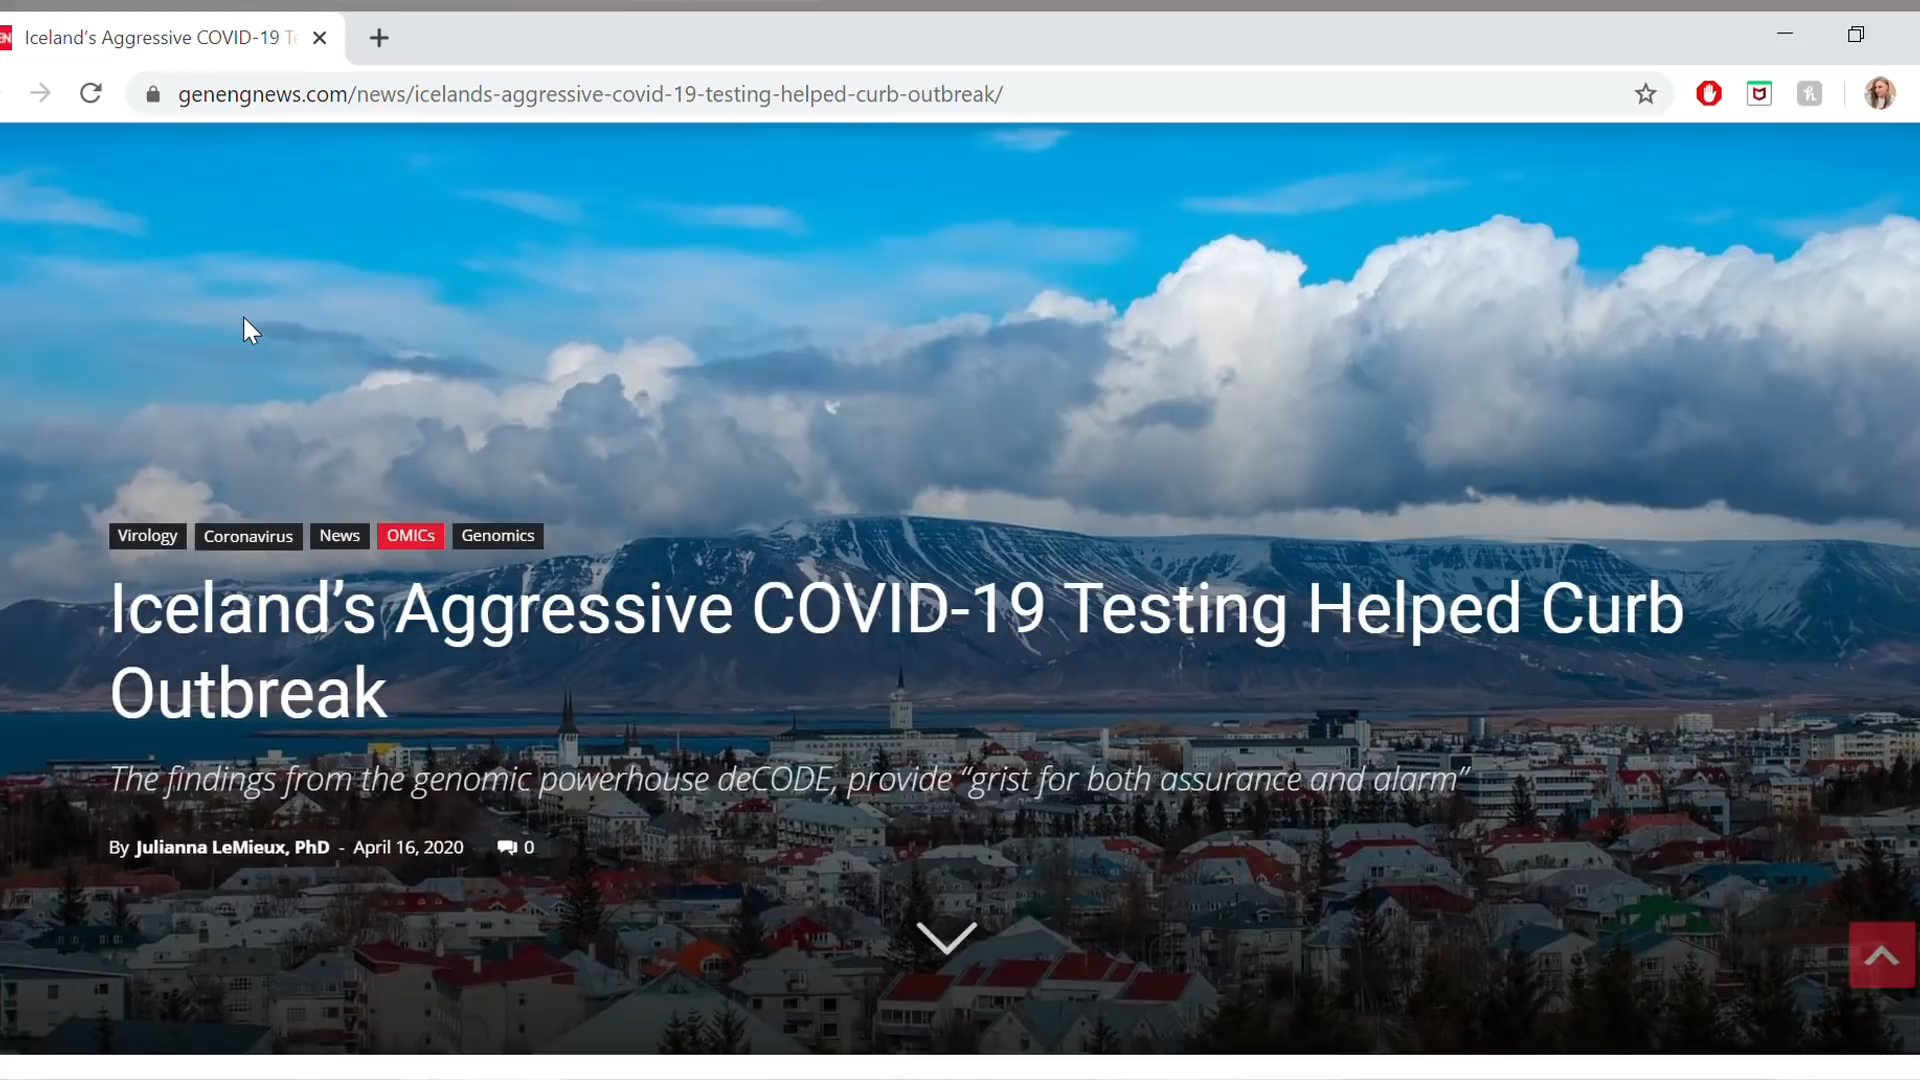 EN
Iceland's Aggressive COVID-19 Te
genengnews.com/news/icelands-aggressive-covid-19-testing-helped-curb-outbreak/
Virology Coronavirus News OMICs Genomics
Iceland’s Aggressive COVID-19 Testing Helped Curb
Outbreak
The findings from the genomic powerhouse deCODE, provide “grist for both assurance and alarm”
By Julianna LeMieux, PhD - April 16, 2020 0